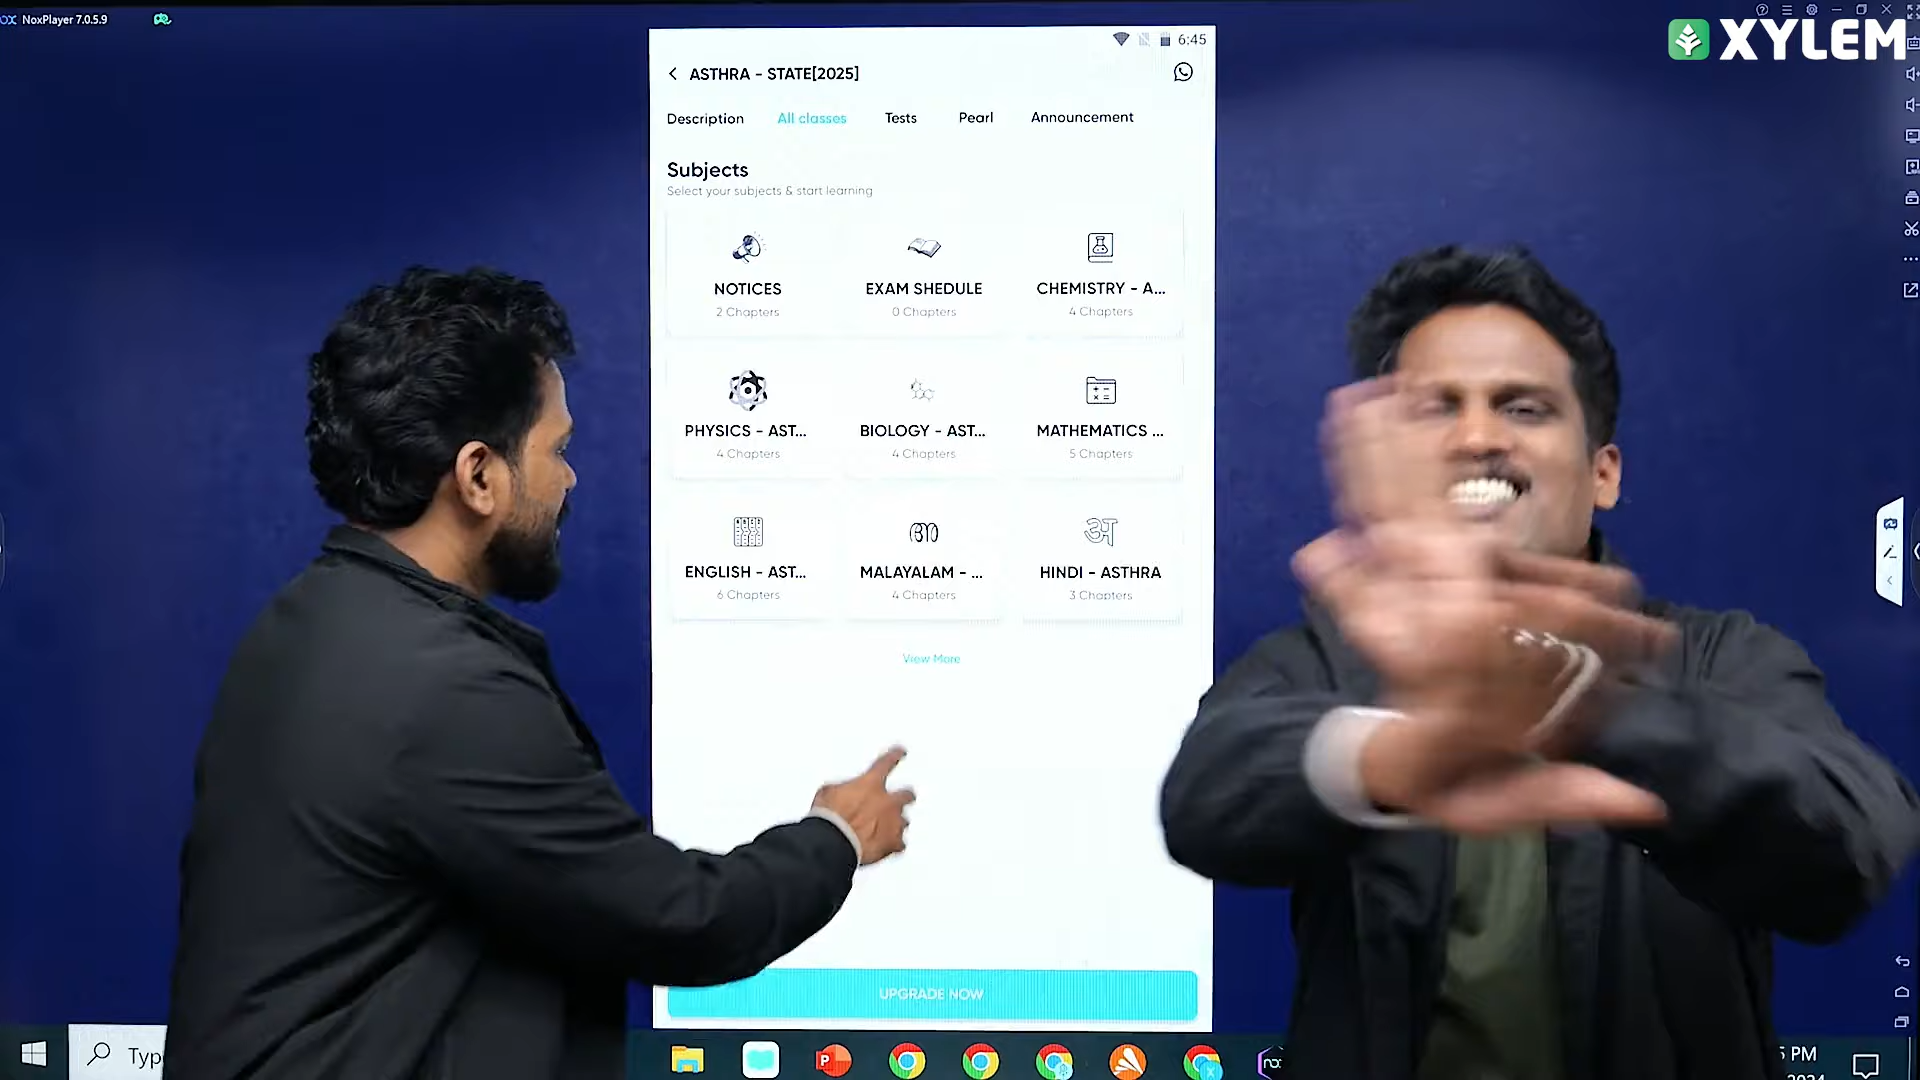 NoxPlayer 7.0.5.9
XYLEM
6:45
ASTHRA - STATE[2025]
Description All classes Tests Pearl Announcement
Subjects
Select your subjects & start learning
NOTICES EXAM SHEDULE CHEMISTRY - A...
2 Chapters 0 Chapters 4 Chapters
PHYSICS - AST... BIOLOGY - AST... MATHEMATICS ...
4 Chapters 4 Chapters 5 Chapters
അ अ
ENGLISH - AST... MALAYALAM - ... HINDI - ASTHRA
6 Chapters 4 Chapters 3 Chapters
View More
UPGRADE NOW
Typ
5 PM